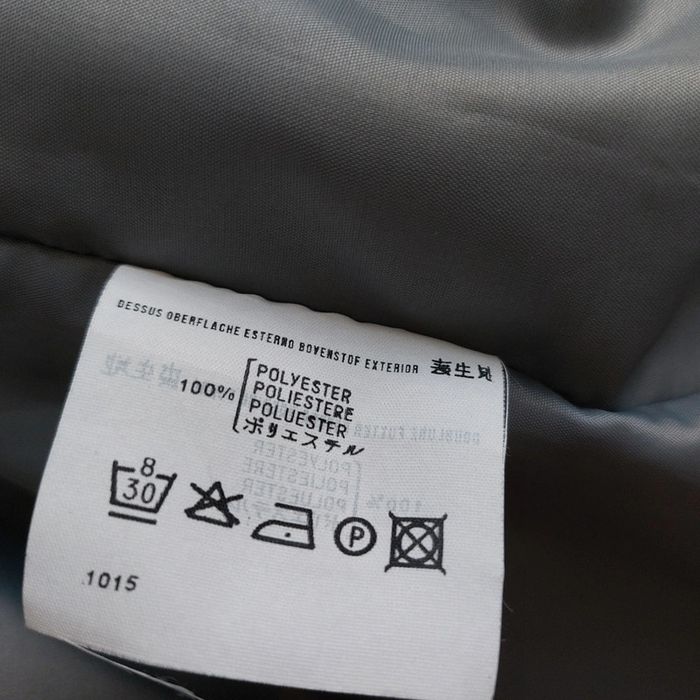 DESSUS OBERFLACHE ESTERNO BOVENSTOF EXTERIOR 表生地
100% POLYESTER
POLIESTERE
POLUESTER
ポリエステル
8
30
P
1015